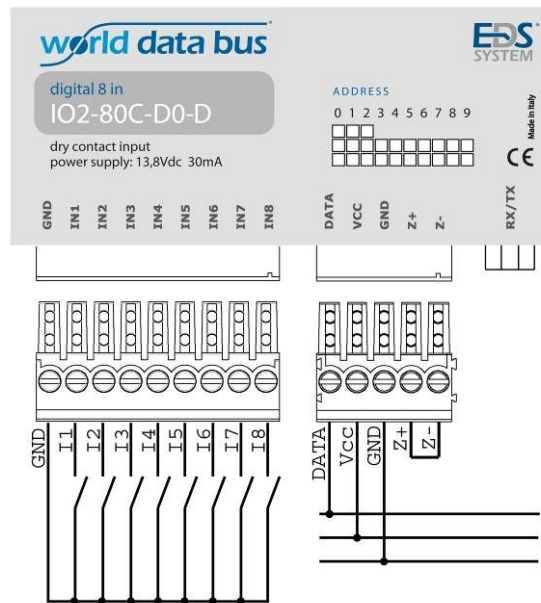 world data bus
EDS
SYSTEM
digital 8 in
IO2-80C-D0-D
ADDRESS
0 1 2 3 4 5 6 7 8 9
Made in Italy
dry contact input
power supply: 13,8Vdc 30mA
CE
GND IN1 IN2 IN3 IN4 IN5 IN6 IN7 IN8
DATA VCC GND Z+ Z- RX/TX
GND I1 I2 I3 I4 I5 I6 I7 I8
DATA Vcc GND Z+ Z-